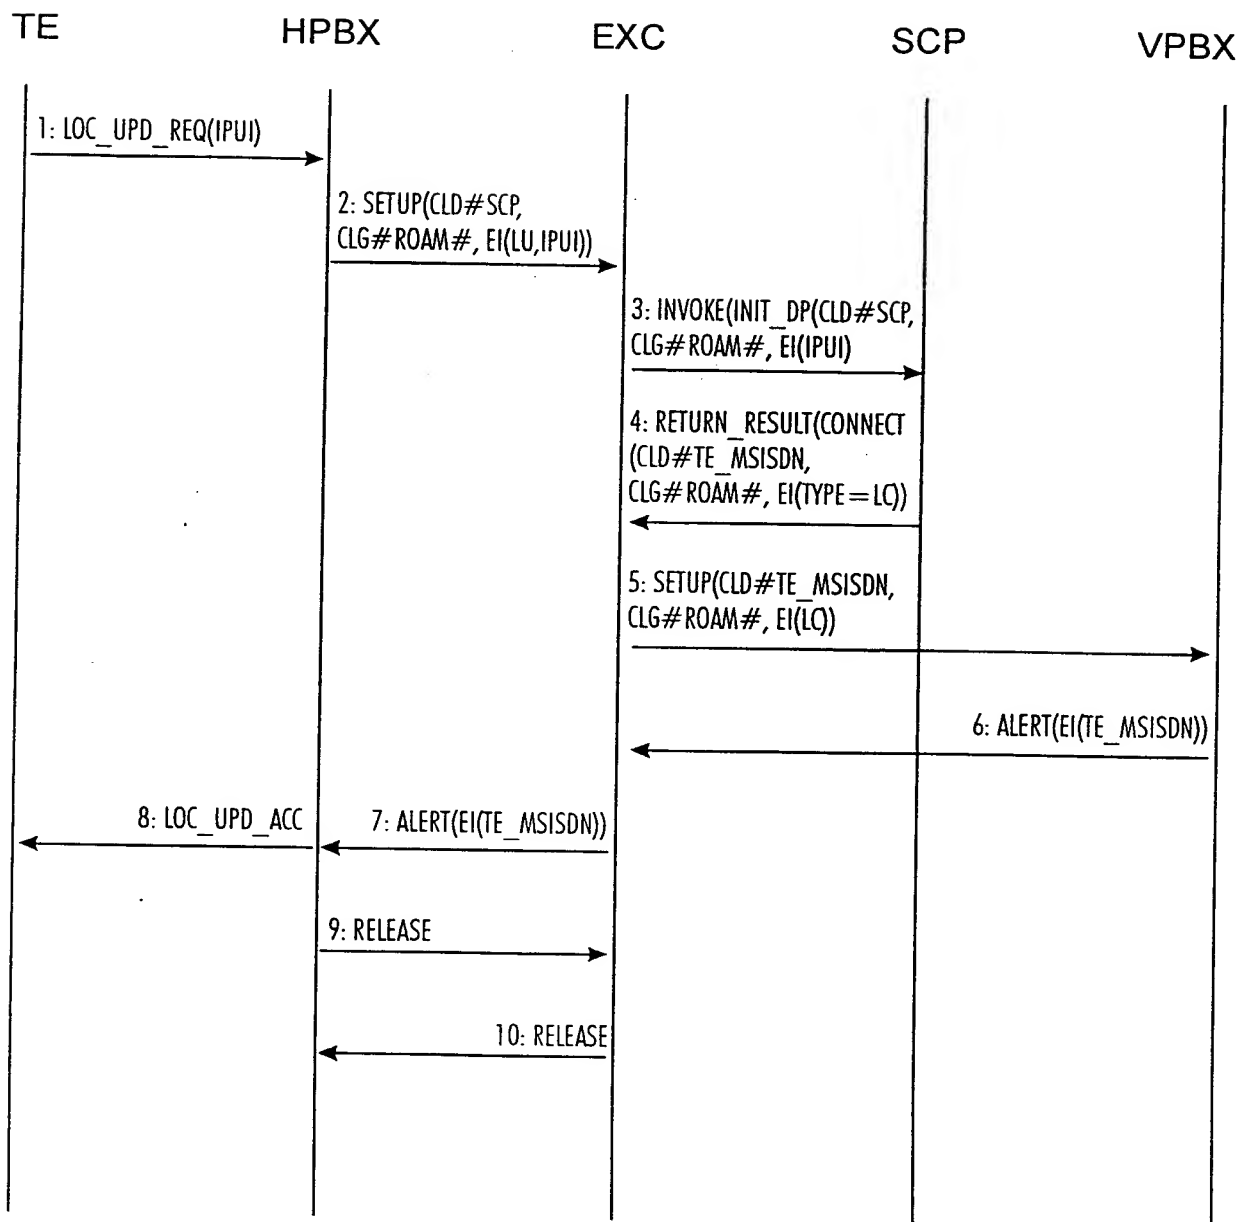 TE HPBX EXC SCP VPBX
1: LOC_UPD_REQ(IPUI)
2: SETUP(CLD#SCP,
CLG#ROAM#, EI(LU,IPUI))
3: INVOKE(INIT_DP(CLD#SCP,
CLG#ROAM#, EI(IPUI)
4: RETURN_RESULT(CONNECT
(CLD#TE_MSISDN,
CLG#ROAM#, EI(TYPE=LC))
5: SETUP(CLD#TE_MSISDN,
CLG#ROAM#, EI(LC))
6: ALERT(EI(TE_MSISDN))
8: LOC_UPD_ACC 7: ALERT(EI(TE_MSISDN))
9: RELEASE
10: RELEASE